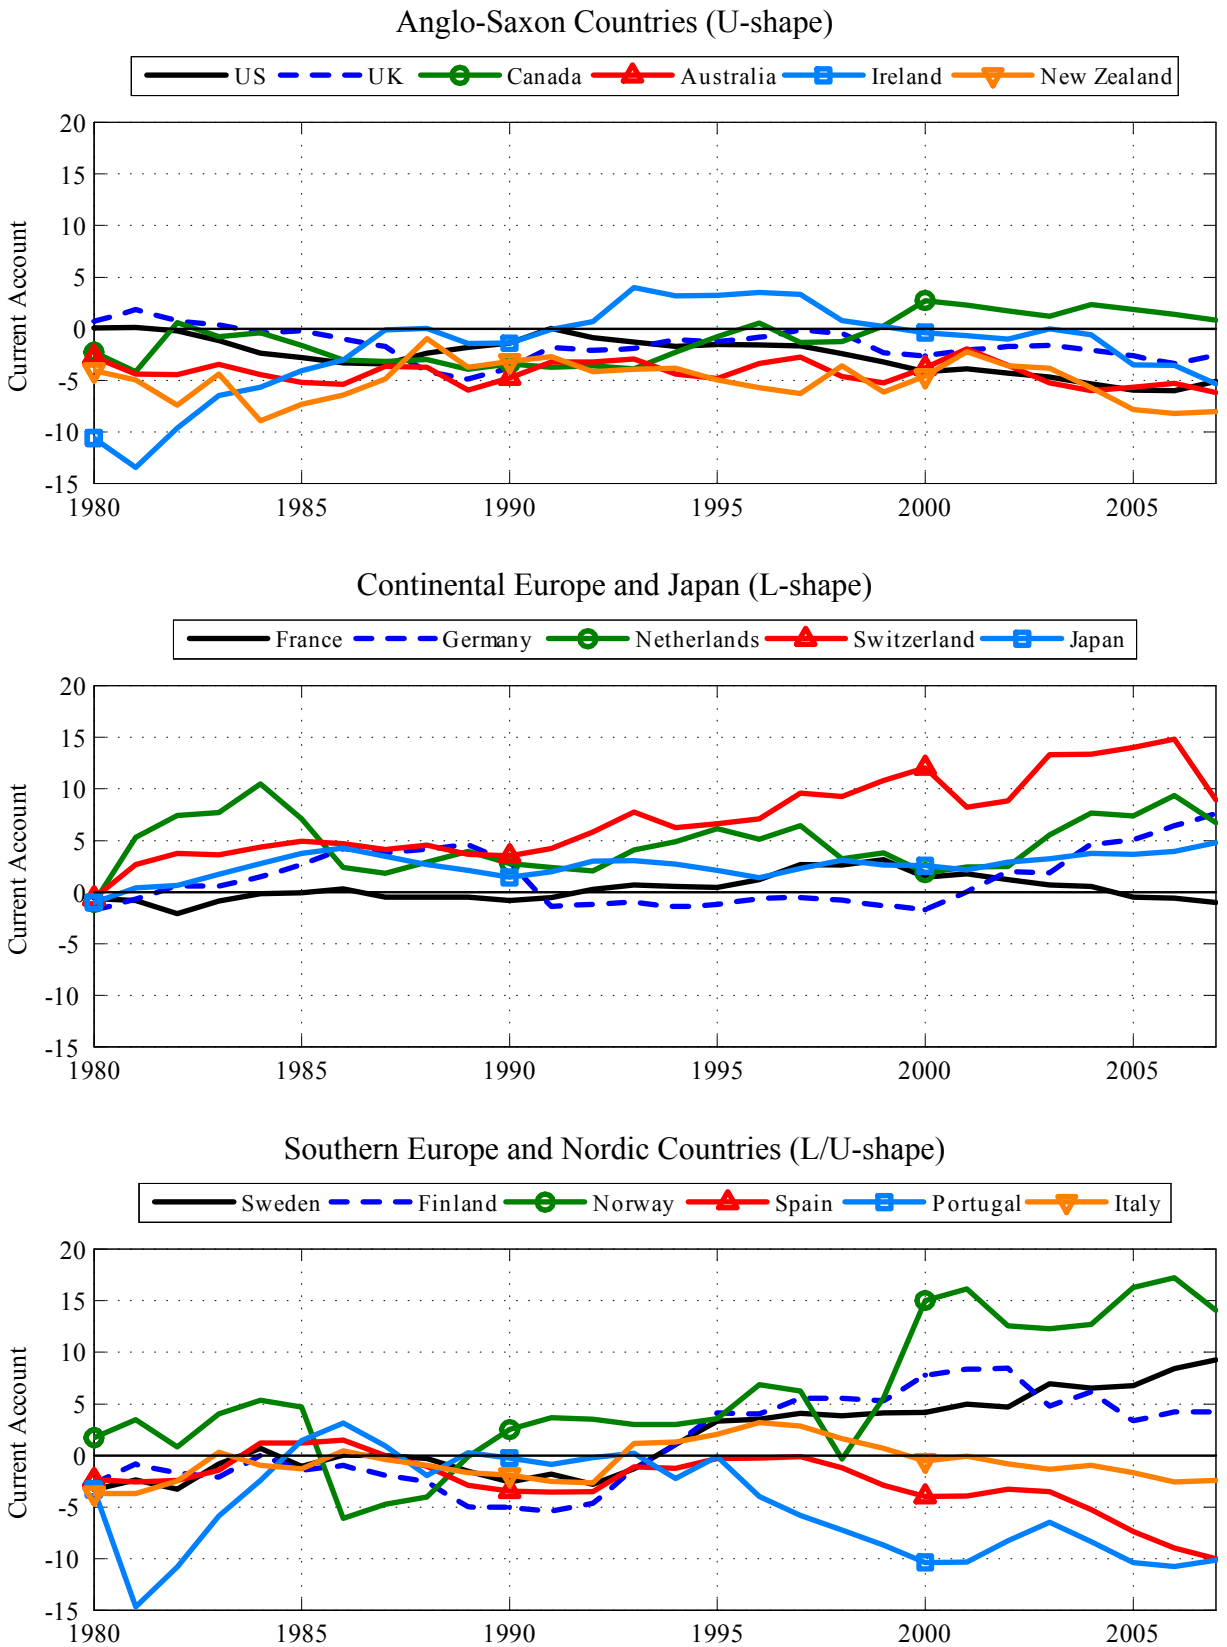 Anglo-Saxon Countries (U-shape)
US UK Canada Australia Ireland New Zealand
Current Account
20
15
10
5
0
-5
-10
-15
1980 1985 1990 1995 2000 2005
Continental Europe and Japan (L-shape)
France Germany Netherlands Switzerland Japan
Current Account
20
15
10
5
0
-5
-10
-15
1980 1985 1990 1995 2000 2005
Southern Europe and Nordic Countries (L/U-shape)
Sweden Finland Norway Spain Portugal Italy
Current Account
20
15
10
5
0
-5
-10
-15
1980 1985 1990 1995 2000 2005